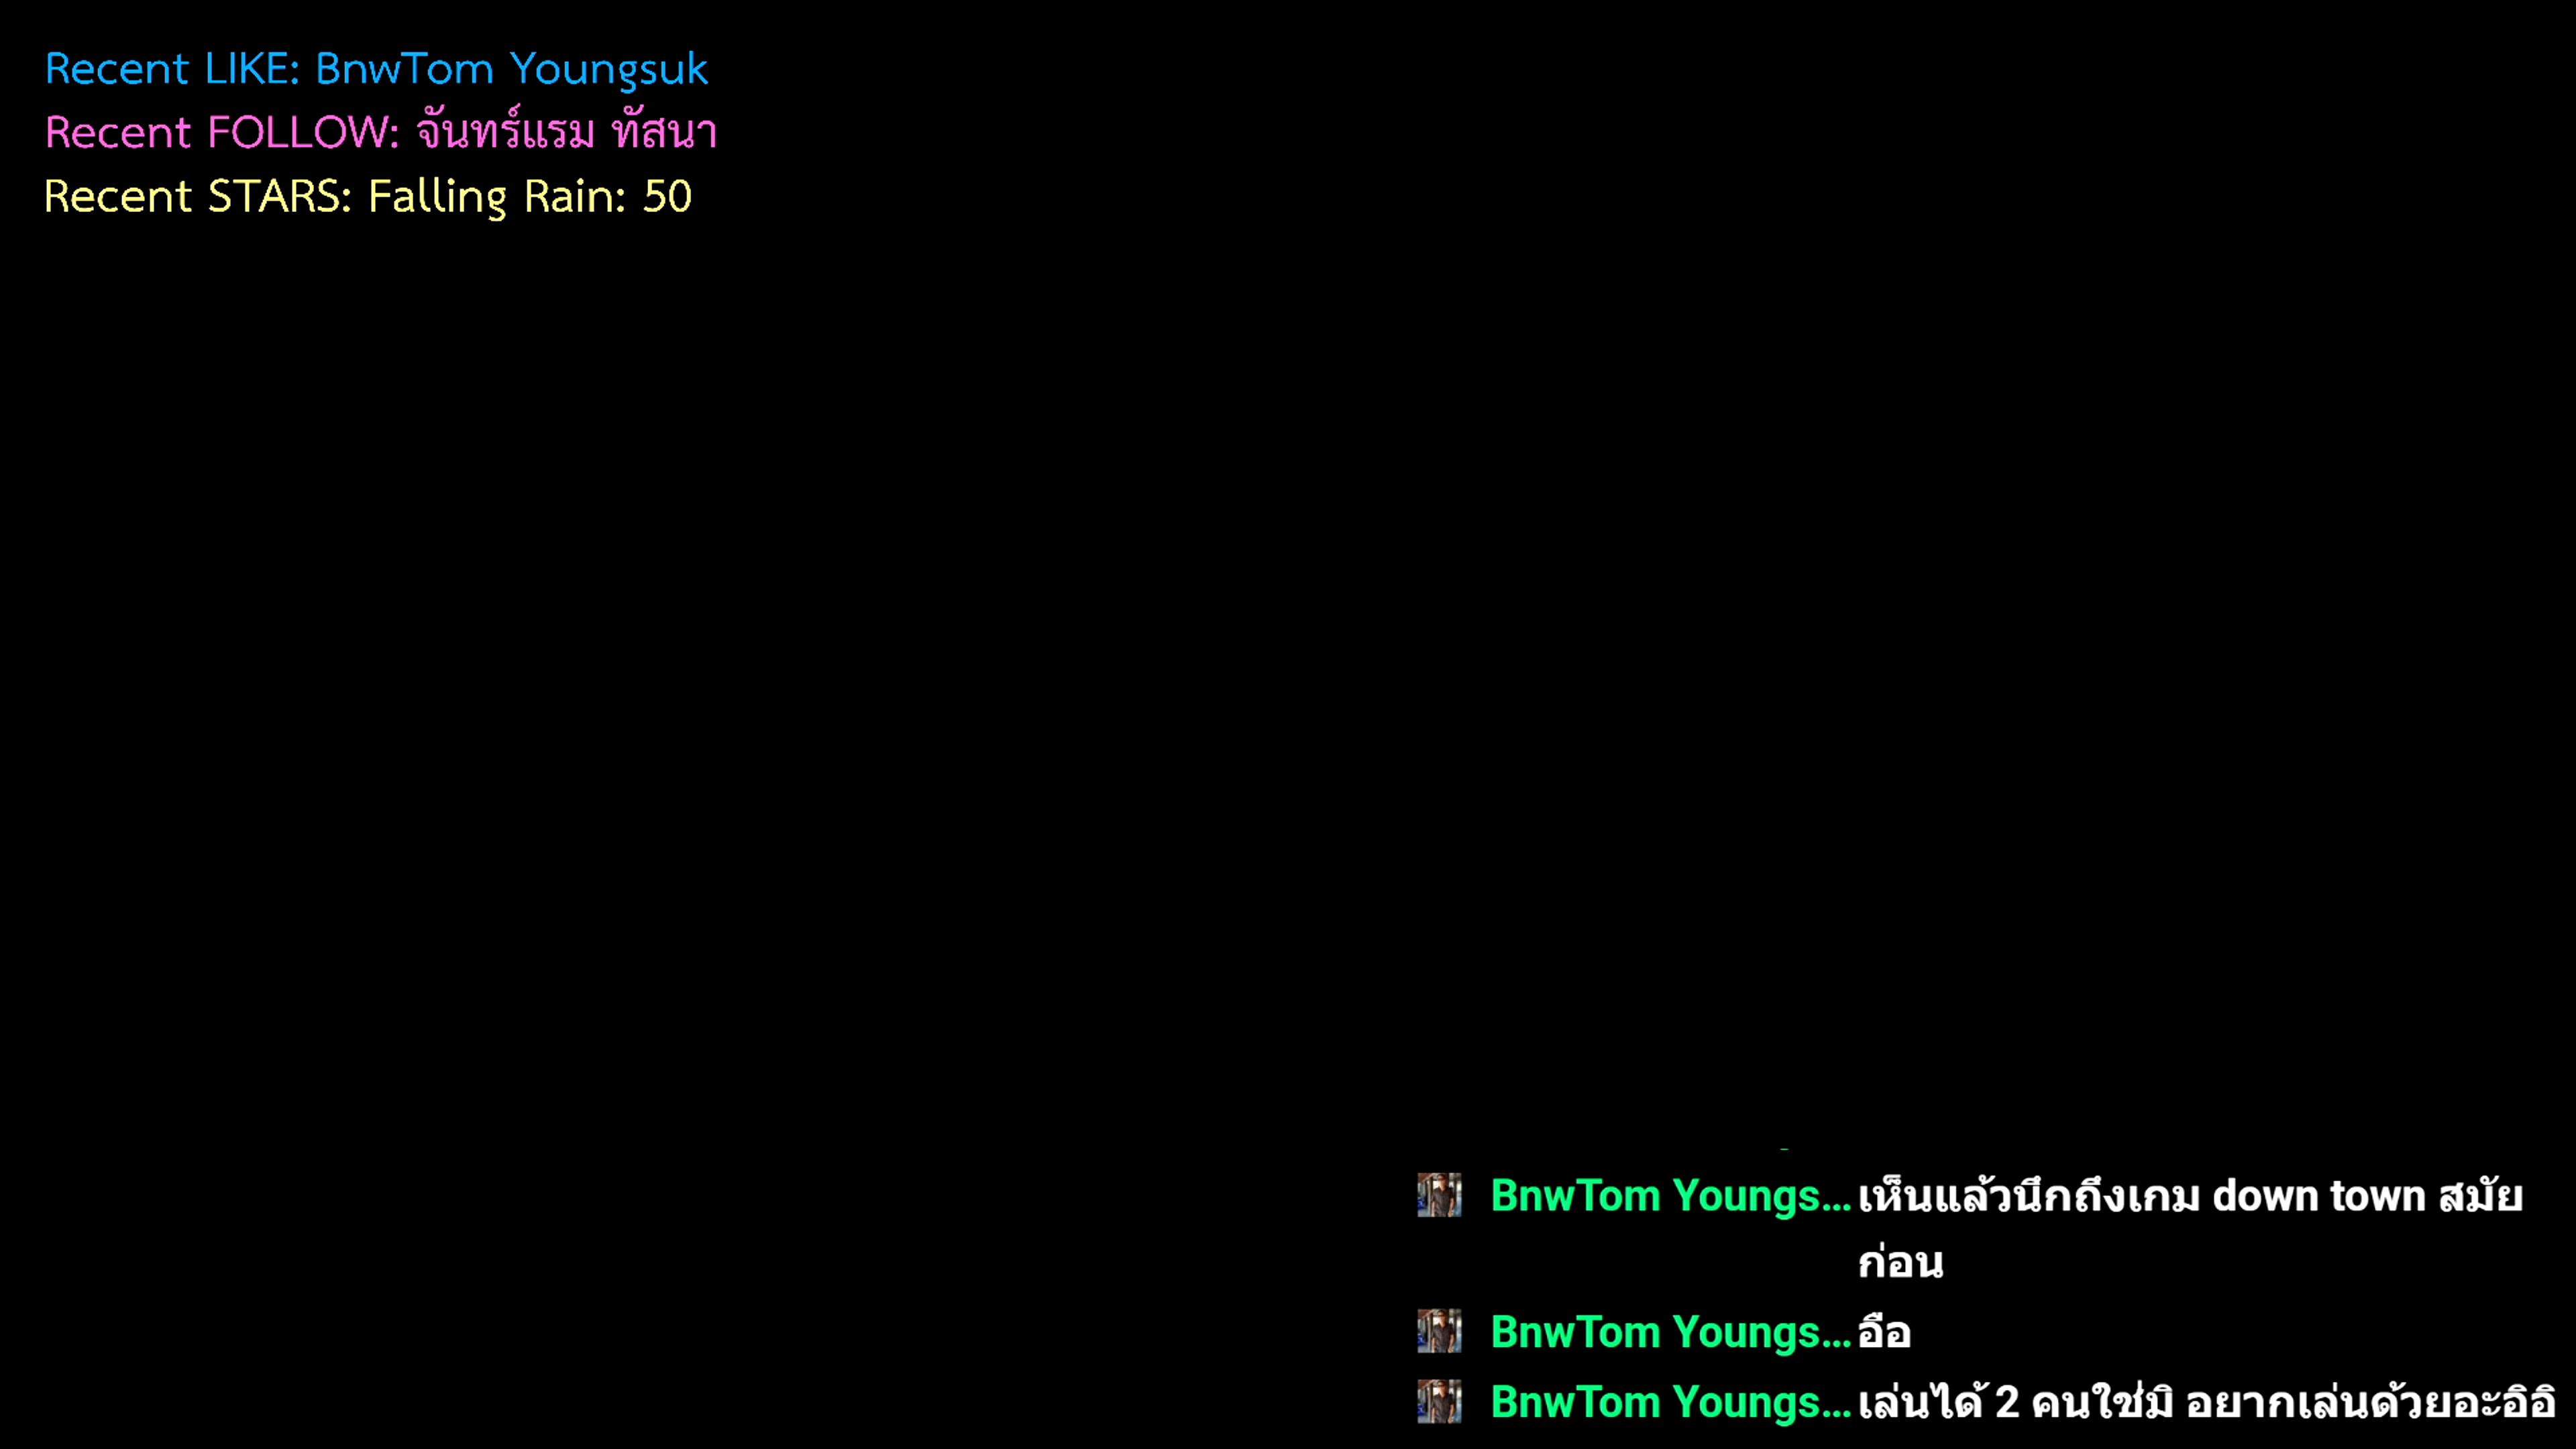 Recent LIKE: BnwTom Youngsuk
Recent FOLLOW: จันทร์แรม ทัสนา
Recent STARS: Falling Rain: 50
BnwTom Youngs... เห็นแล้วนึกถึงเกม down town สมัย
ก่อน
BnwTom Youngs... อือ
BnwTom Youngs... เล่นได้ 2 คนใช่มิ อยากเล่นด้วยอะอิอิ